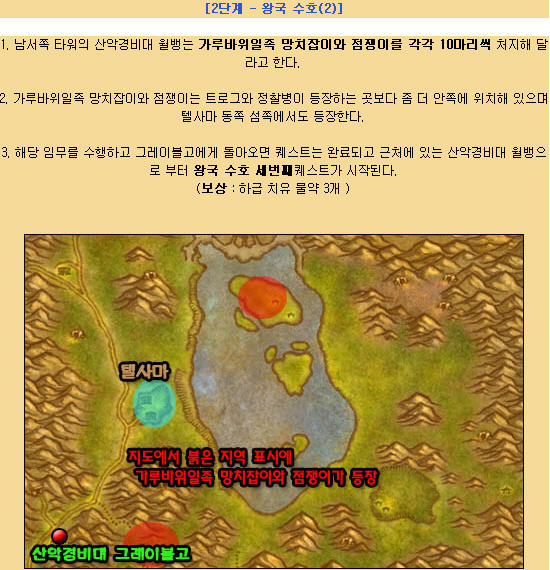 [2단계 - 왕국 수호(2)]
1. 남서쪽 타워의 산악경비대 월뱅는 가루바위일족 망치잡이와 점쟁이를 각각 10마리씩 처지해 달
라고 한다.
2. 가루바위일족 망치잡이와 점쟁이는 트로그와 정찰병이 등장하는 곳보다 좀 더 안쪽에 위치해 있으며
텔사마 동쪽 섬쪽에서도 등장한다.
3. 해당 임무를 수행하고 그레이블고에게 돌아오면 퀘스트는 완료되고 근처에 있는 산악경비대 월뱅으
로 부터 왕국 수호 세번째퀘스트가 시작된다.
(보상 : 하급 치유 물약 3개 )
텔사마
지도에서 붉은 지역 표시에
가루바위일족 망치잡이와 점쟁이가 등장
산악경비대 그레이블고